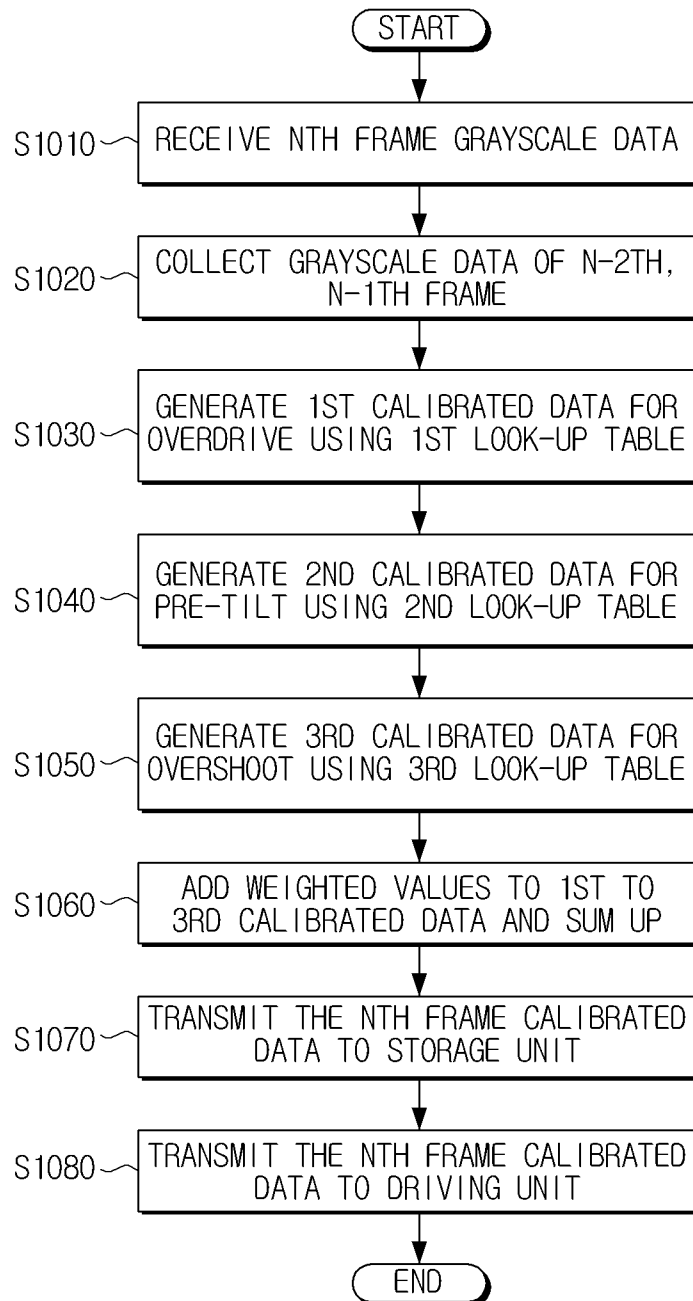 START
S1010
RECEIVE NTH FRAME GRAYSCALE DATA
S1020
COLLECT GRAYSCALE DATA OF N-2TH,
N-1TH FRAME
S1030
GENERATE 1ST CALIBRATED DATA FOR
OVERDRIVE USING 1ST LOOK-UP TABLE
S1040
GENERATE 2ND CALIBRATED DATA FOR
PRE-TILT USING 2ND LOOK-UP TABLE
S1050
GENERATE 3RD CALIBRATED DATA FOR
OVERSHOOT USING 3RD LOOK-UP TABLE
S1060
ADD WEIGHTED VALUES TO 1ST TO
3RD CALIBRATED DATA AND SUM UP
S1070
TRANSMIT THE NTH FRAME CALIBRATED
DATA TO STORAGE UNIT
S1080
TRANSMIT THE NTH FRAME CALIBRATED
DATA TO DRIVING UNIT
END